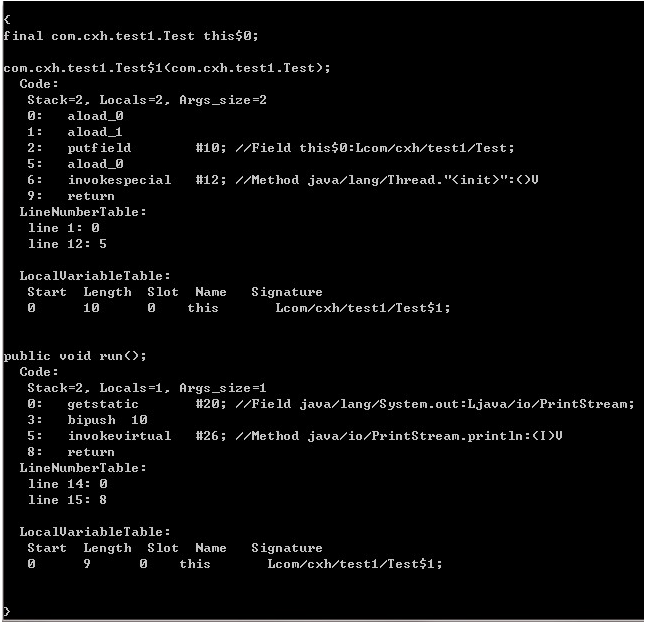 {
final com.cxh.test1.Test this$0;
com.cxh.test1.Test$1(com.cxh.test1.Test);
Code:
Stack=2, Locals=2, Args_size=2
0: aload_0
1: aload_1
2: putfield #10; //Field this$0:Lcom/cxh/test1/Test;
5: aload_0
6: invokespecial #12; //Method java/lang/Thread."<init>":()V
9: return
LineNumberTable:
line 1: 0
line 12: 5
LocalVariableTable:
Start Length Slot Name Signature
0 10 0 this Lcom/cxh/test1/Test$1;
public void run();
Code:
Stack=2, Locals=1, Args_size=1
0: getstatic #20; //Field java/lang/System.out:Ljava/io/PrintStream;
3: bipush 10
5: invokevirtual #26; //Method java/io/PrintStream.println:(I)V
8: return
LineNumberTable:
line 14: 0
line 15: 8
LocalVariableTable:
Start Length Slot Name Signature
0 9 0 this Lcom/cxh/test1/Test$1;
}